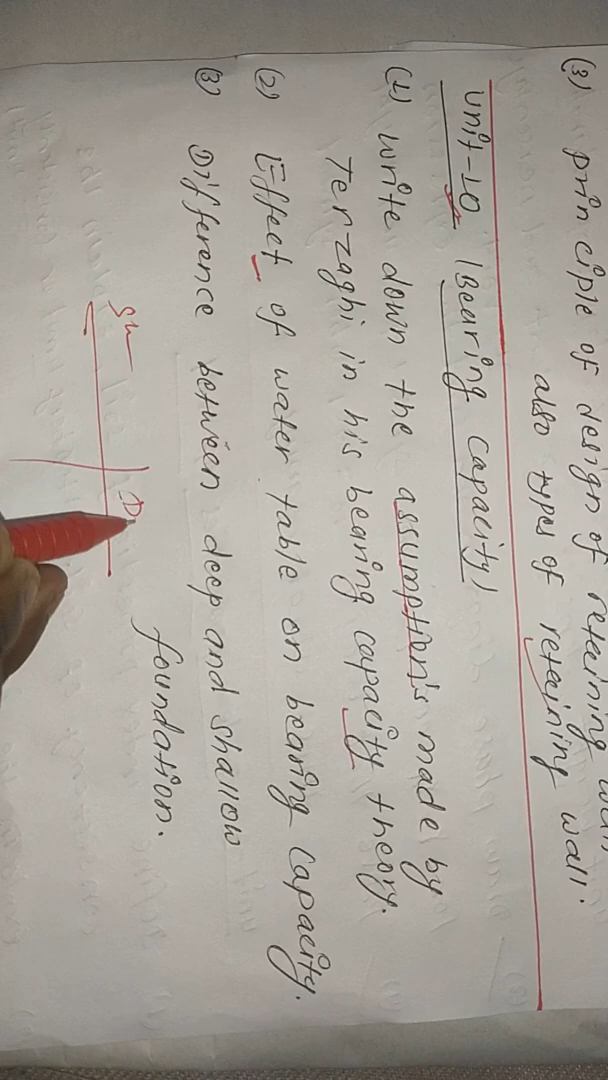 (3) principle of design of retaining
also types of retaining wall.
Unit-10 (Bearing capacity)
(1) write down the assumption's made by
Terzaghi in his bearing capacity theory.
(2) Effect of water table on bearing capacity.
(3) Difference between deep and shallow
foundation.
Sh
D